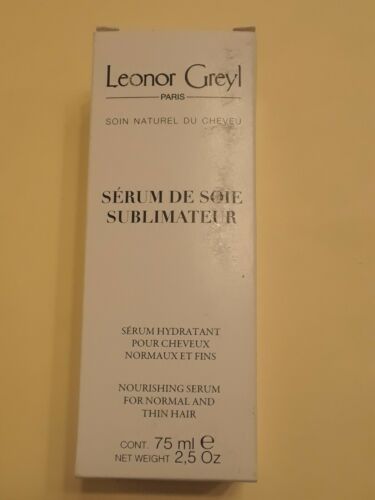 Leonor Greyl
PARIS
SOIN NATUREL DU CHEVEU
SÉRUM DE SOIE
SUBLIMATEUR
SÉRUM HYDRATANT
POUR CHEVEUX
NORMAUX ET FINS
NOURISHING SERUM
FOR NORMAL AND
THIN HAIR
CONT. 75 ml ℮
NET WEIGHT 2,5 Oz